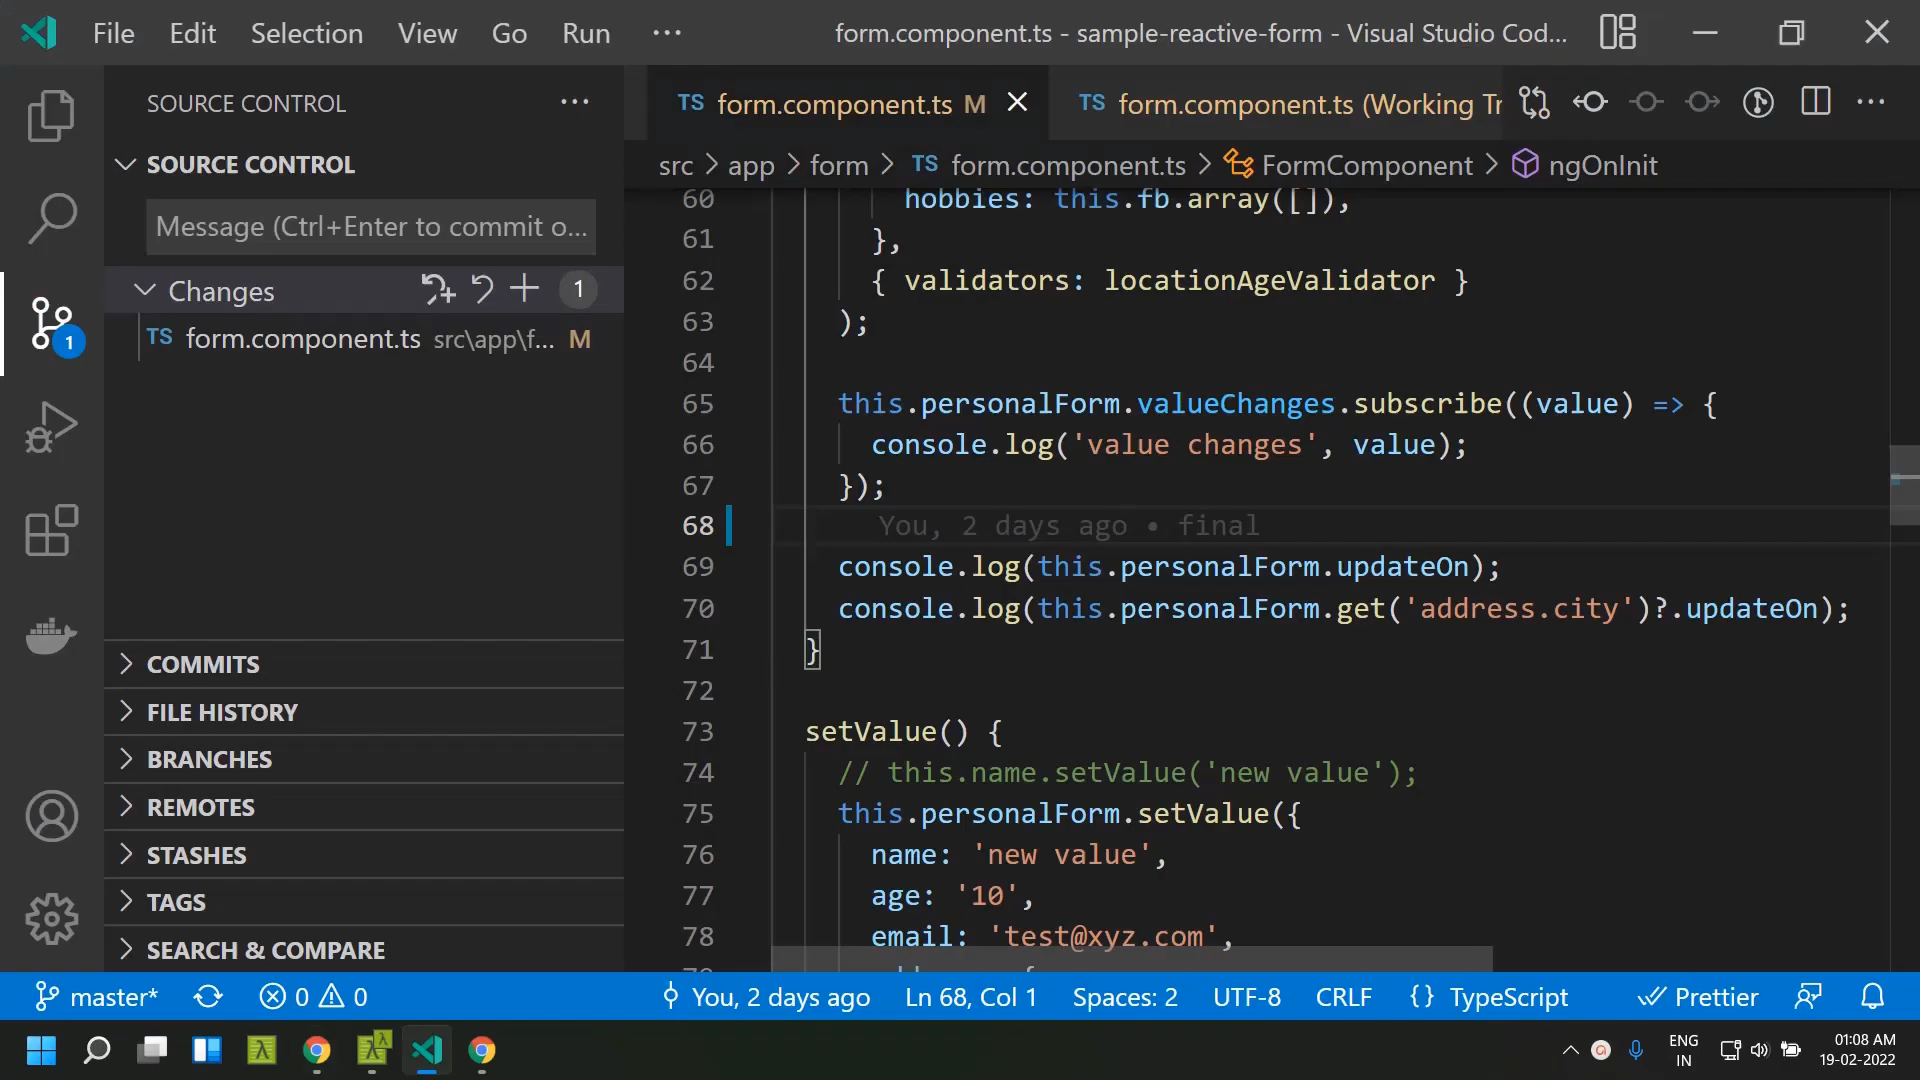 File Edit Selection View Go Run ···
form.component.ts - sample-reactive-form - Visual Studio Cod...
SOURCE CONTROL ···
SOURCE CONTROL
Message (Ctrl+Enter to commit o...
Changes 1
TS form.component.ts src\app\f... M
1
COMMITS
FILE HISTORY
BRANCHES
REMOTES
STASHES
TAGS
SEARCH & COMPARE
TS form.component.ts M
TS form.component.ts (Working Tr
src > app > form > TS form.component.ts > FormComponent > ngOnInit
60 hobbies: this.fb.array([]),
61 },
62 { validators: locationAgeValidator }
63 );
64
65 this.personalForm.valueChanges.subscribe((value) => {
66 console.log('value changes', value);
67 });
68 You, 2 days ago • final
69 console.log(this.personalForm.updateOn);
70 console.log(this.personalForm.get('address.city')?.updateOn);
71 }
72
73 setValue() {
74 // this.name.setValue('new value');
75 this.personalForm.setValue({
76 name: 'new value',
77 age: '10',
78 email: 'test@xyz.com',
master* 0 0 You, 2 days ago Ln 68, Col 1 Spaces: 2 UTF-8 CRLF {} TypeScript Prettier
ENG
IN
01:08 AM
19-02-2022